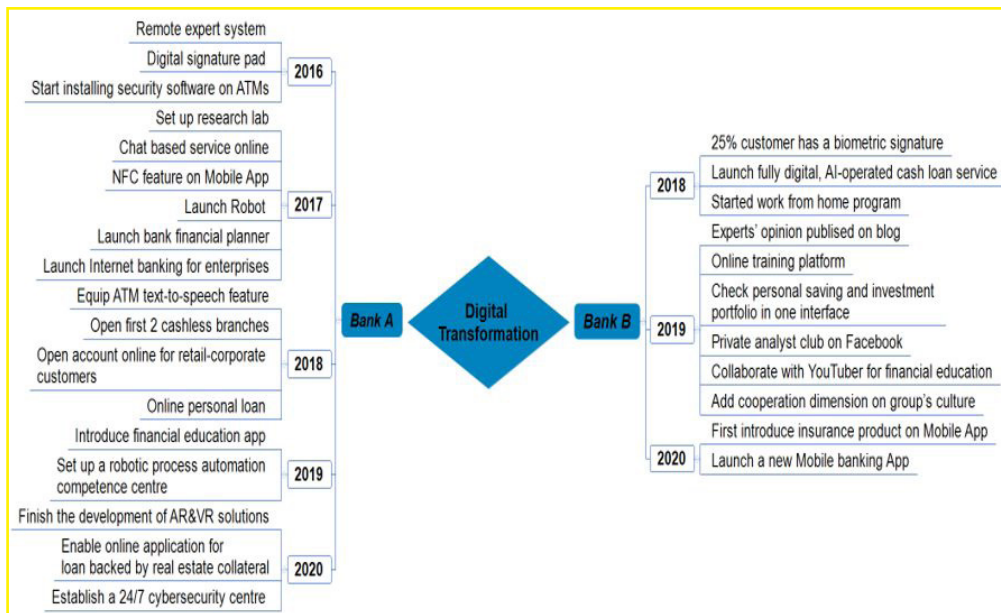 Remote expert system
Digital signature pad
Start installing security software on ATMs
2016
Set up research lab
Chat based service online
NFC feature on Mobile App
Launch Robot
Launch bank financial planner
Launch Internet banking for enterprises
2017
Equip ATM text-to-speech feature
Open first 2 cashless branches
Open account online for retail-corporate
customers
Online personal loan
2018
Introduce financial education app
Set up a robotic process automation
competence centre
2019
Finish the development of AR&VR solutions
Enable online application for
loan backed by real estate collateral
Establish a 24/7 cybersecurity centre
2020
Bank A
Digital
Transformation
Bank B
2018
25% customer has a biometric signature
Launch fully digital, AI-operated cash loan service
Started work from home program
2019
Experts' opinion publised on blog
Online training platform
Check personal saving and investment
portfolio in one interface
Private analyst club on Facebook
Collaborate with YouTuber for financial education
Add cooperation dimension on group's culture
2020
First introduce insurance product on Mobile App
Launch a new Mobile banking App